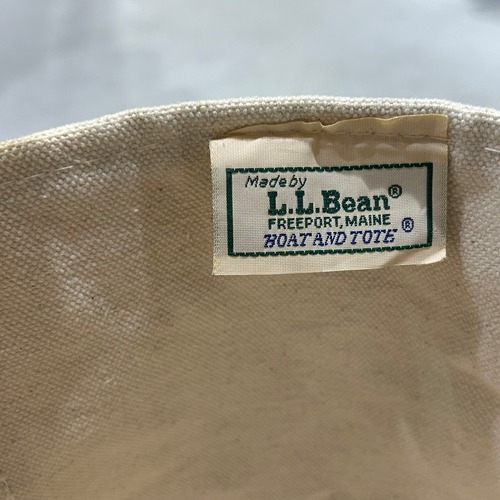 Made by
L.L.Bean®
FREEPORT, MAINE
BOAT AND TOTE ®